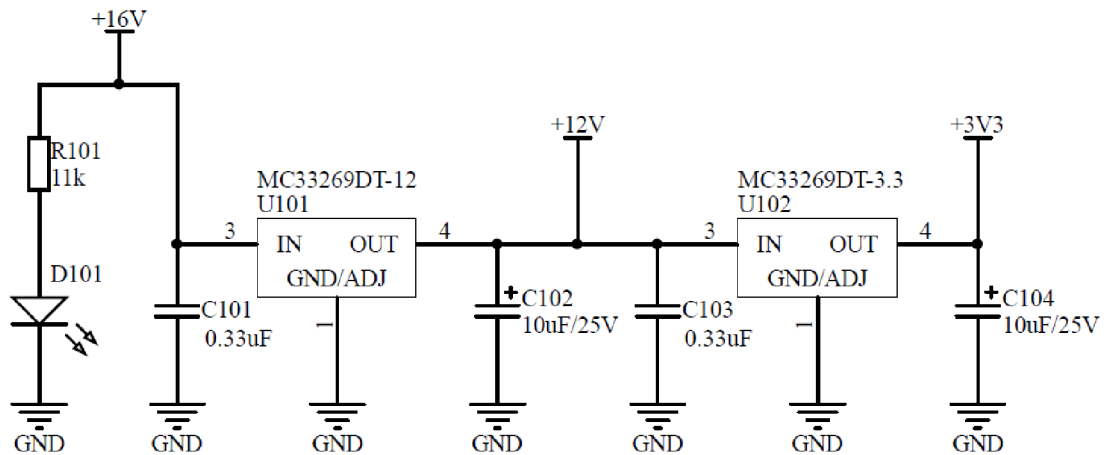 +16V
+12V
+3V3
R101
11k
MC33269DT-12
U101
MC33269DT-3.3
U102
3
IN
OUT
4
3
IN
OUT
4
GND/ADJ
GND/ADJ
D101
C101
0.33uF
1
+
C102
10uF/25V
C103
0.33uF
1
+
C104
10uF/25V
GND
GND
GND
GND
GND
GND
GND